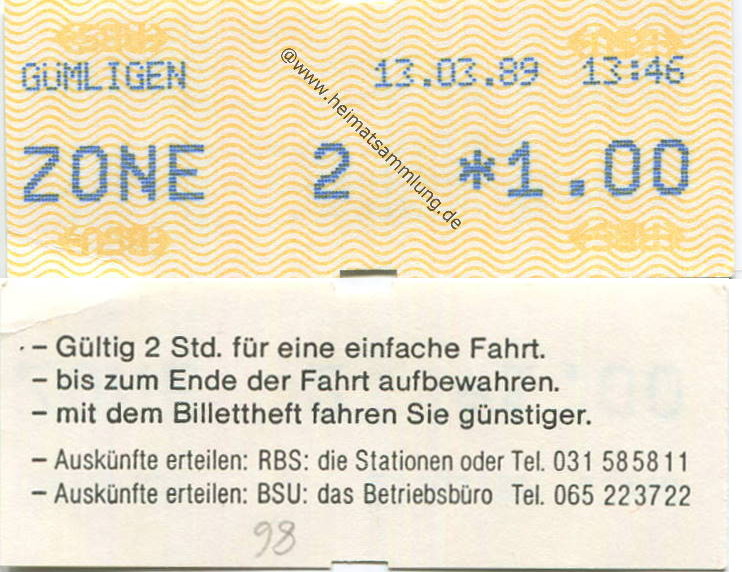 GÜMLIGEN 13.03.89 13:46
ZONE 2 *1.00
@www.heimatsammlung.de
– Gültig 2 Std. für eine einfache Fahrt.
– bis zum Ende der Fahrt aufbewahren.
– mit dem Billettheft fahren Sie günstiger.
– Auskünfte erteilen: RBS: die Stationen oder Tel. 031 585811
– Auskünfte erteilen: BSU: das Betriebsbüro Tel. 065 223722
98